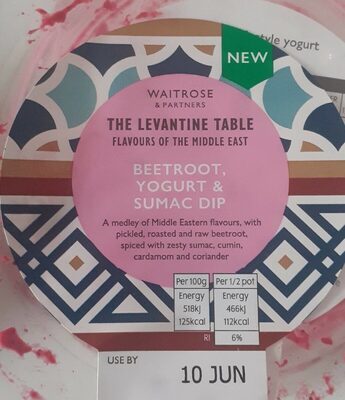 NEW
style yogurt
WAITROSE
& PARTNERS
THE LEVANTINE TABLE
FLAVOURS OF THE MIDDLE EAST
BEETROOT,
YOGURT &
SUMAC DIP
A medley of Middle Eastern flavours, with
pickled, roasted and raw beetroot,
spiced with zesty sumac, cumin,
cardamom and coriander
Per 100g Per 1/2 pot
Energy Energy
518kJ 466kJ
125kcal 112kcal
RI 6%
USE BY
10 JUN